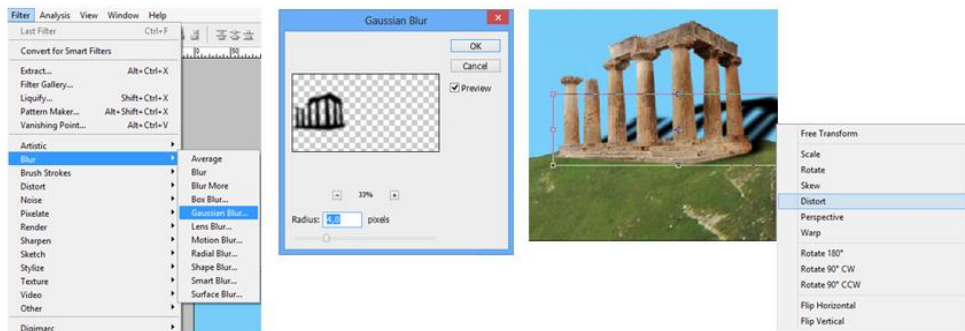 Filter Analysis View Window Help
Last Filter Ctrl+F
Convert for Smart Filters
Extract... Alt+Ctrl+X
Filter Gallery...
Liquify... Shift+Ctrl+X
Pattern Maker... Alt+Shift+Ctrl+X
Vanishing Point... Alt+Ctrl+V
Artistic
Blur
Brush Strokes
Distort
Noise
Pixelate
Render
Sharpen
Sketch
Stylize
Texture
Video
Other
Digimarc
0 50
Average
Blur
Blur More
Box Blur...
Gaussian Blur...
Lens Blur...
Motion Blur...
Radial Blur...
Shape Blur...
Smart Blur...
Surface Blur...
Gaussian Blur
OK
Cancel
Preview
33%
Radius: 4,0 pixels
Free Transform
Scale
Rotate
Skew
Distort
Perspective
Warp
Rotate 180°
Rotate 90° CW
Rotate 90° CCW
Flip Horizontal
Flip Vertical